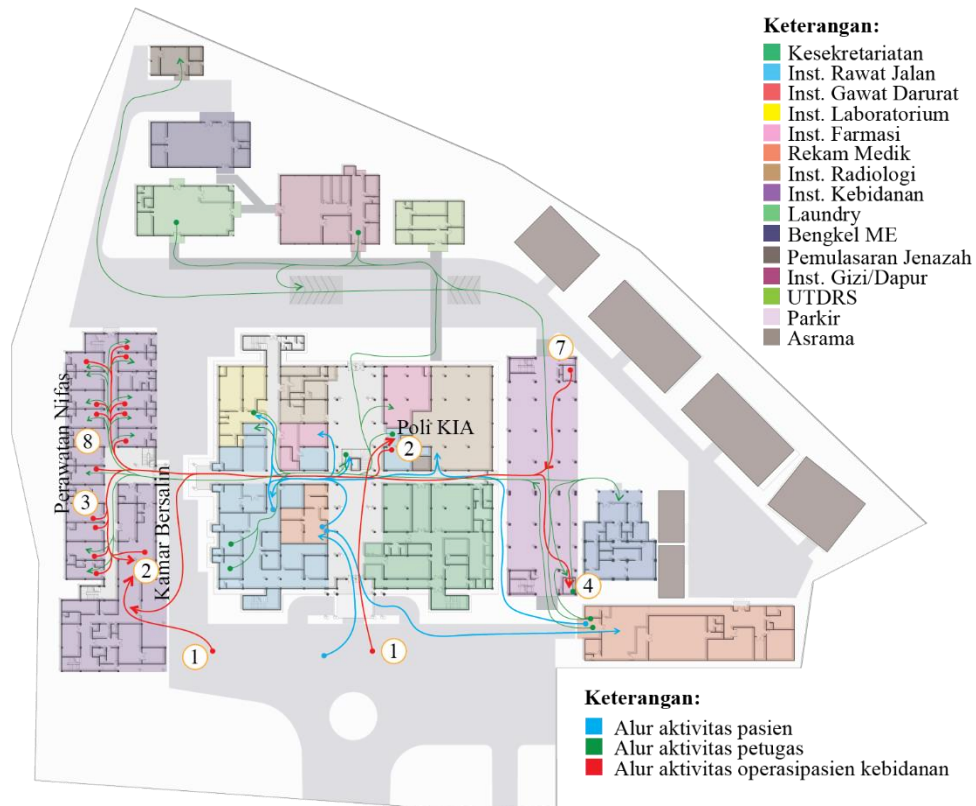 Keterangan:
Kesekretariatan
Inst. Rawat Jalan
Inst. Gawat Darurat
Inst. Laboratorium
Inst. Farmasi
Rekam Medik
Inst. Radiologi
Inst. Kebidanan
Laundry
Bengkel ME
Pemulasaran Jenazah
Inst. Gizi/Dapur
UTDRS
Parkir
Asrama
7
Perawatan Nifas
8
Poli KIA
2
3
Kamar Bersalin
2
4
1
1
Keterangan:
Alur aktivitas pasien
Alur aktivitas petugas
Alur aktivitas operasipasien kebidanan